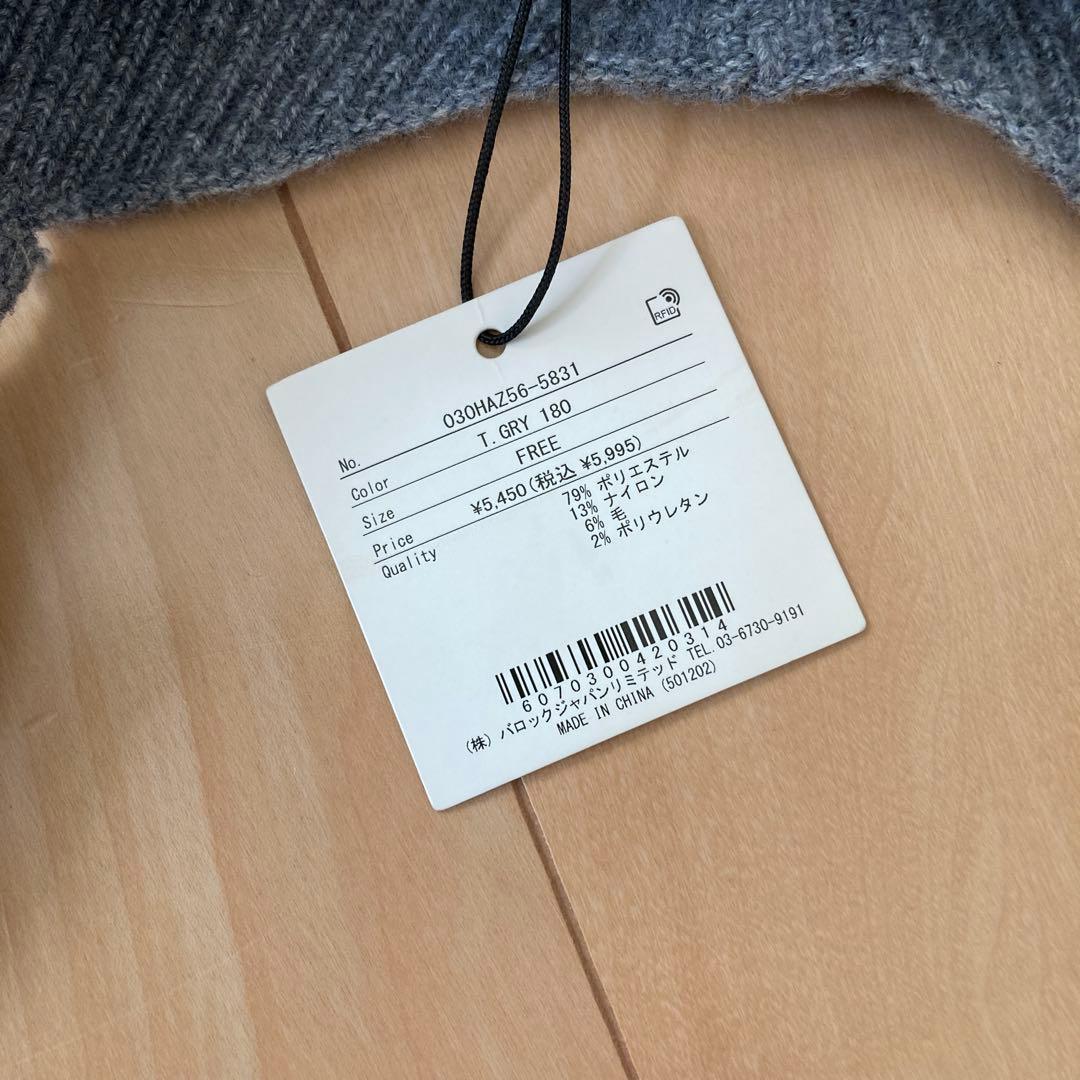 RFID
No. 030HAZ56-5831
Color T.GRY 180
Size FREE
Price ¥5,450(税込 ¥5,995)
Quality 79% ポリエステル
13% ナイロン
6% 毛
2% ポリウレタン
6070300420314
(株) バロックジャパンリミテッド TEL.03-6730-9191
MADE IN CHINA (501202)